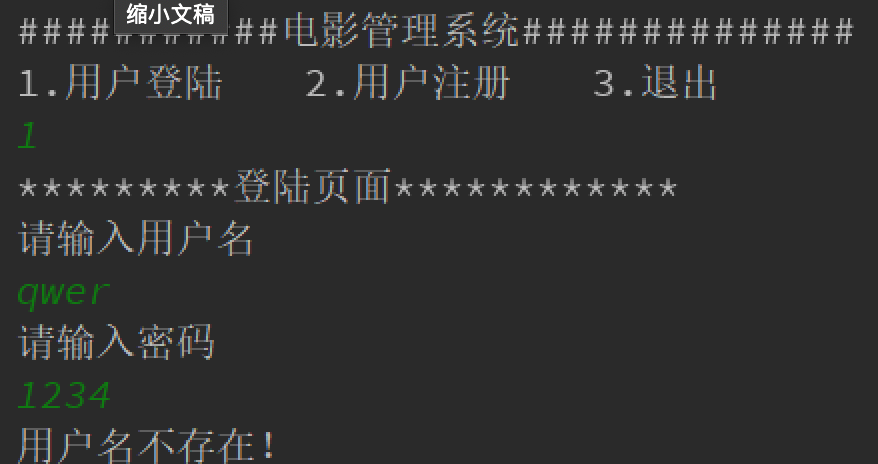 缩小文稿
###########电影管理系统##############
1.用户登陆 2.用户注册 3.退出
1
*********登陆页面************
请输入用户名
qwer
请输入密码
1234
用户名不存在!